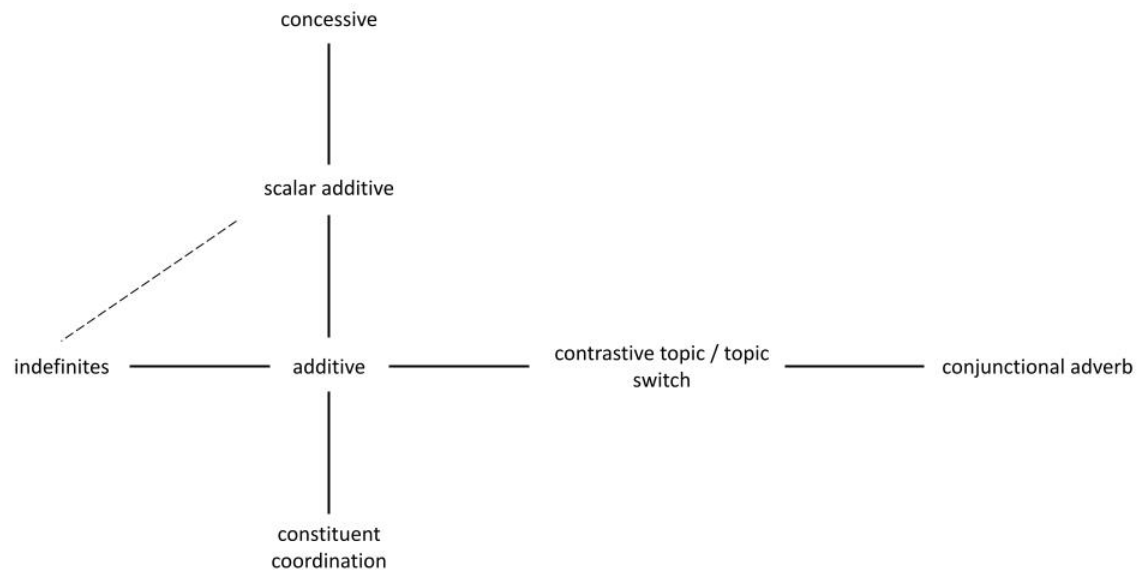 concessive
scalar additive
indefinites
additive
contrastive topic / topic
switch
conjunctional adverb
constituent
coordination